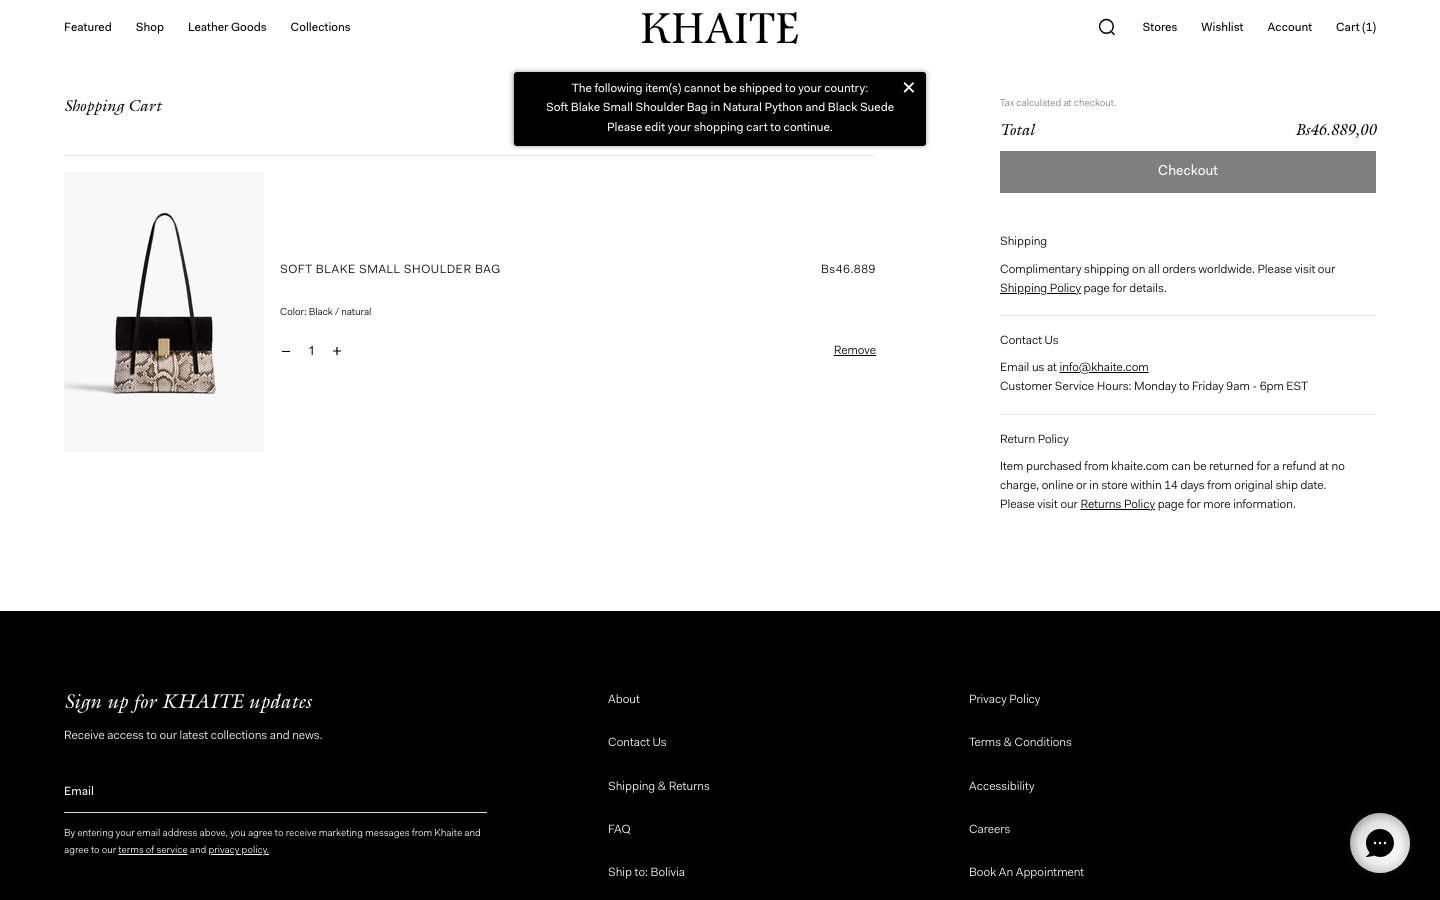 Featured
Shop
Leather Goods
Collections
KHAITE
Stores
Wishlist
Account
Cart (1)
The following item(s) cannot be shipped to your country:
Soft Blake Small Shoulder Bag in Natural Python and Black Suede
Please edit your shopping cart to continue.
Shopping Cart
SOFT BLAKE SMALL SHOULDER BAG
Bs46.889
Color: Black / natural
1
Remove
Tax calculated at checkout.
Total
Bs46.889,00
Checkout
Shipping
Complimentary shipping on all orders worldwide. Please visit our
Shipping Policy page for details.
Contact Us
Email us at info@khaite.com
Customer Service Hours: Monday to Friday 9am - 6pm EST
Return Policy
Item purchased from khaite.com can be returned for a refund at no
charge, online or in store within 14 days from original ship date.
Please visit our Returns Policy page for more information.
Sign up for KHAITE updates
Receive access to our latest collections and news.
Email
By entering your email address above, you agree to receive marketing messages from Khaite and
agree to our terms of service and privacy policy.
About
Contact Us
Shipping & Returns
FAQ
Ship to: Bolivia
Privacy Policy
Terms & Conditions
Accessibility
Careers
Book An Appointment